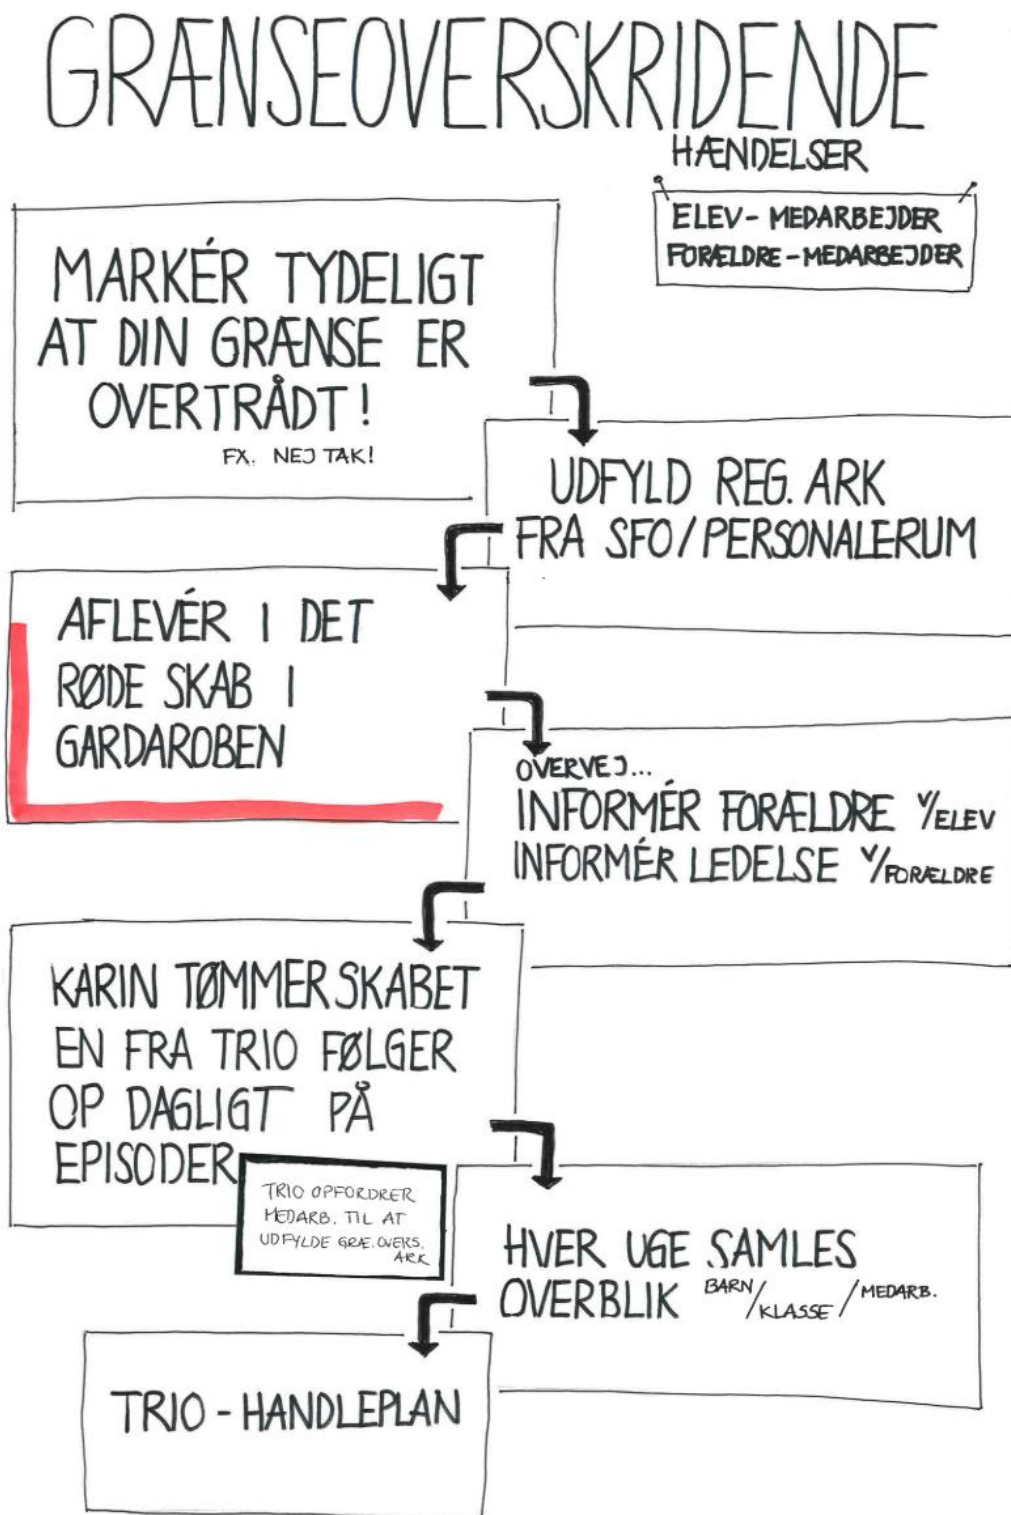 GRÆNSEOVERSKRIDENDE
HÆNDELSER
ELEV - MEDARBEJDER
FORÆLDRE - MEDARBEJDER
MARKÉR TYDELIGT
AT DIN GRÆNSE ER
OVERTRÅDT!
FX. NEJ TAK!
UDFYLD REG. ARK
FRA SFO/PERSONALERUM
AFLEVÉR I DET
RØDE SKAB I
GARDAROBEN
OVERVEJ...
INFORMÉR FORÆLDRE V/ELEV
INFORMÉR LEDELSE V/FORÆLDRE
KARIN TØMMER SKABET
EN FRA TRIO FØLGER
OP DAGLIGT PÅ
EPISODER
TRIO OPFORDRER
MEDARB. TIL AT
UDFYLDE GRÆ.OVERS.
ARK
HVER UGE SAMLES
OVERBLIK BARN/KLASSE/MEDARB.
TRIO - HANDLEPLAN